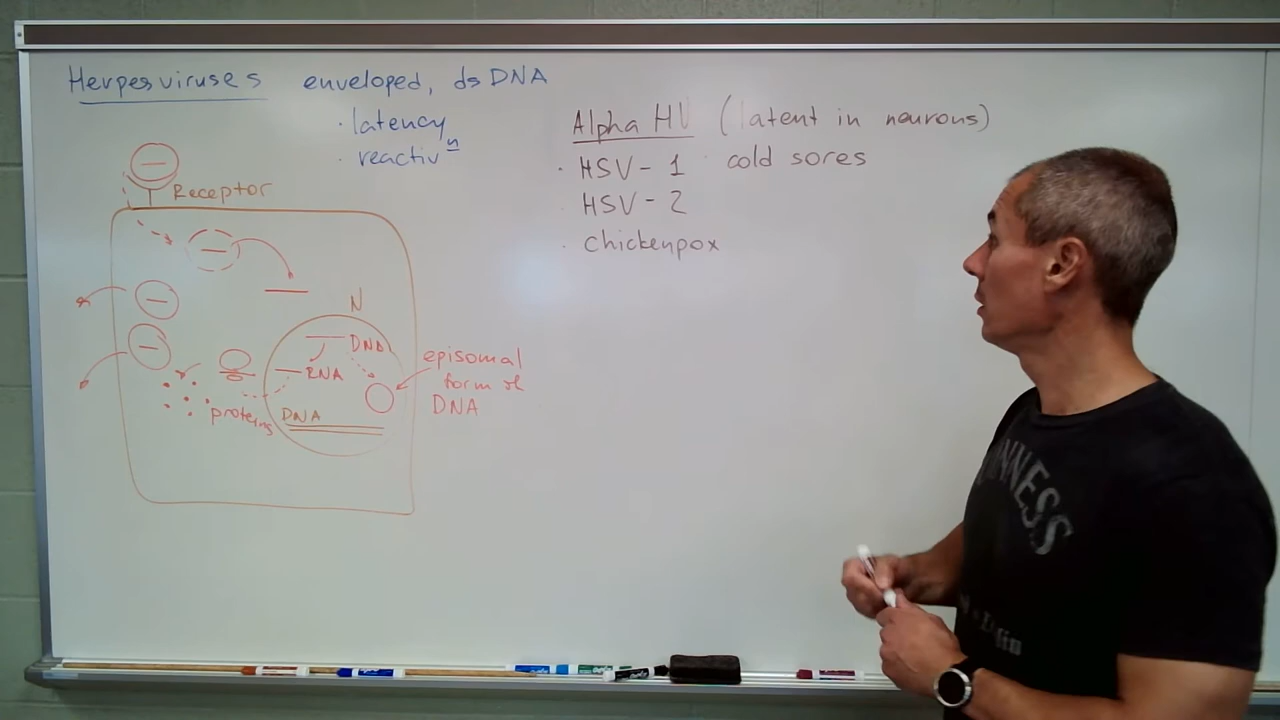 Herpesviruses enveloped, ds DNA
· latency
· reactivⁿ
Alpha HV (latent in neurons)
· HSV - 1 cold sores
· HSV - 2
· chickenpox
Receptor
N
DNA
RNA
DNA
proteins
episomal
form of
DNA
NNESS